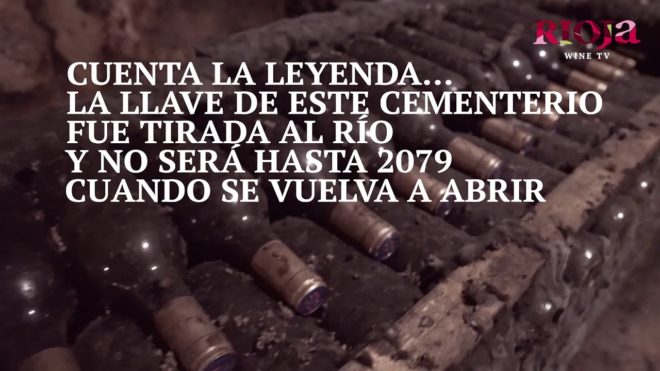 RIOJA
WINE TV
CUENTA LA LEYENDA...
LA LLAVE DE ESTE CEMENTERIO
FUE TIRADA AL RÍO
Y NO SERÁ HASTA 2079
CUANDO SE VUELVA A ABRIR